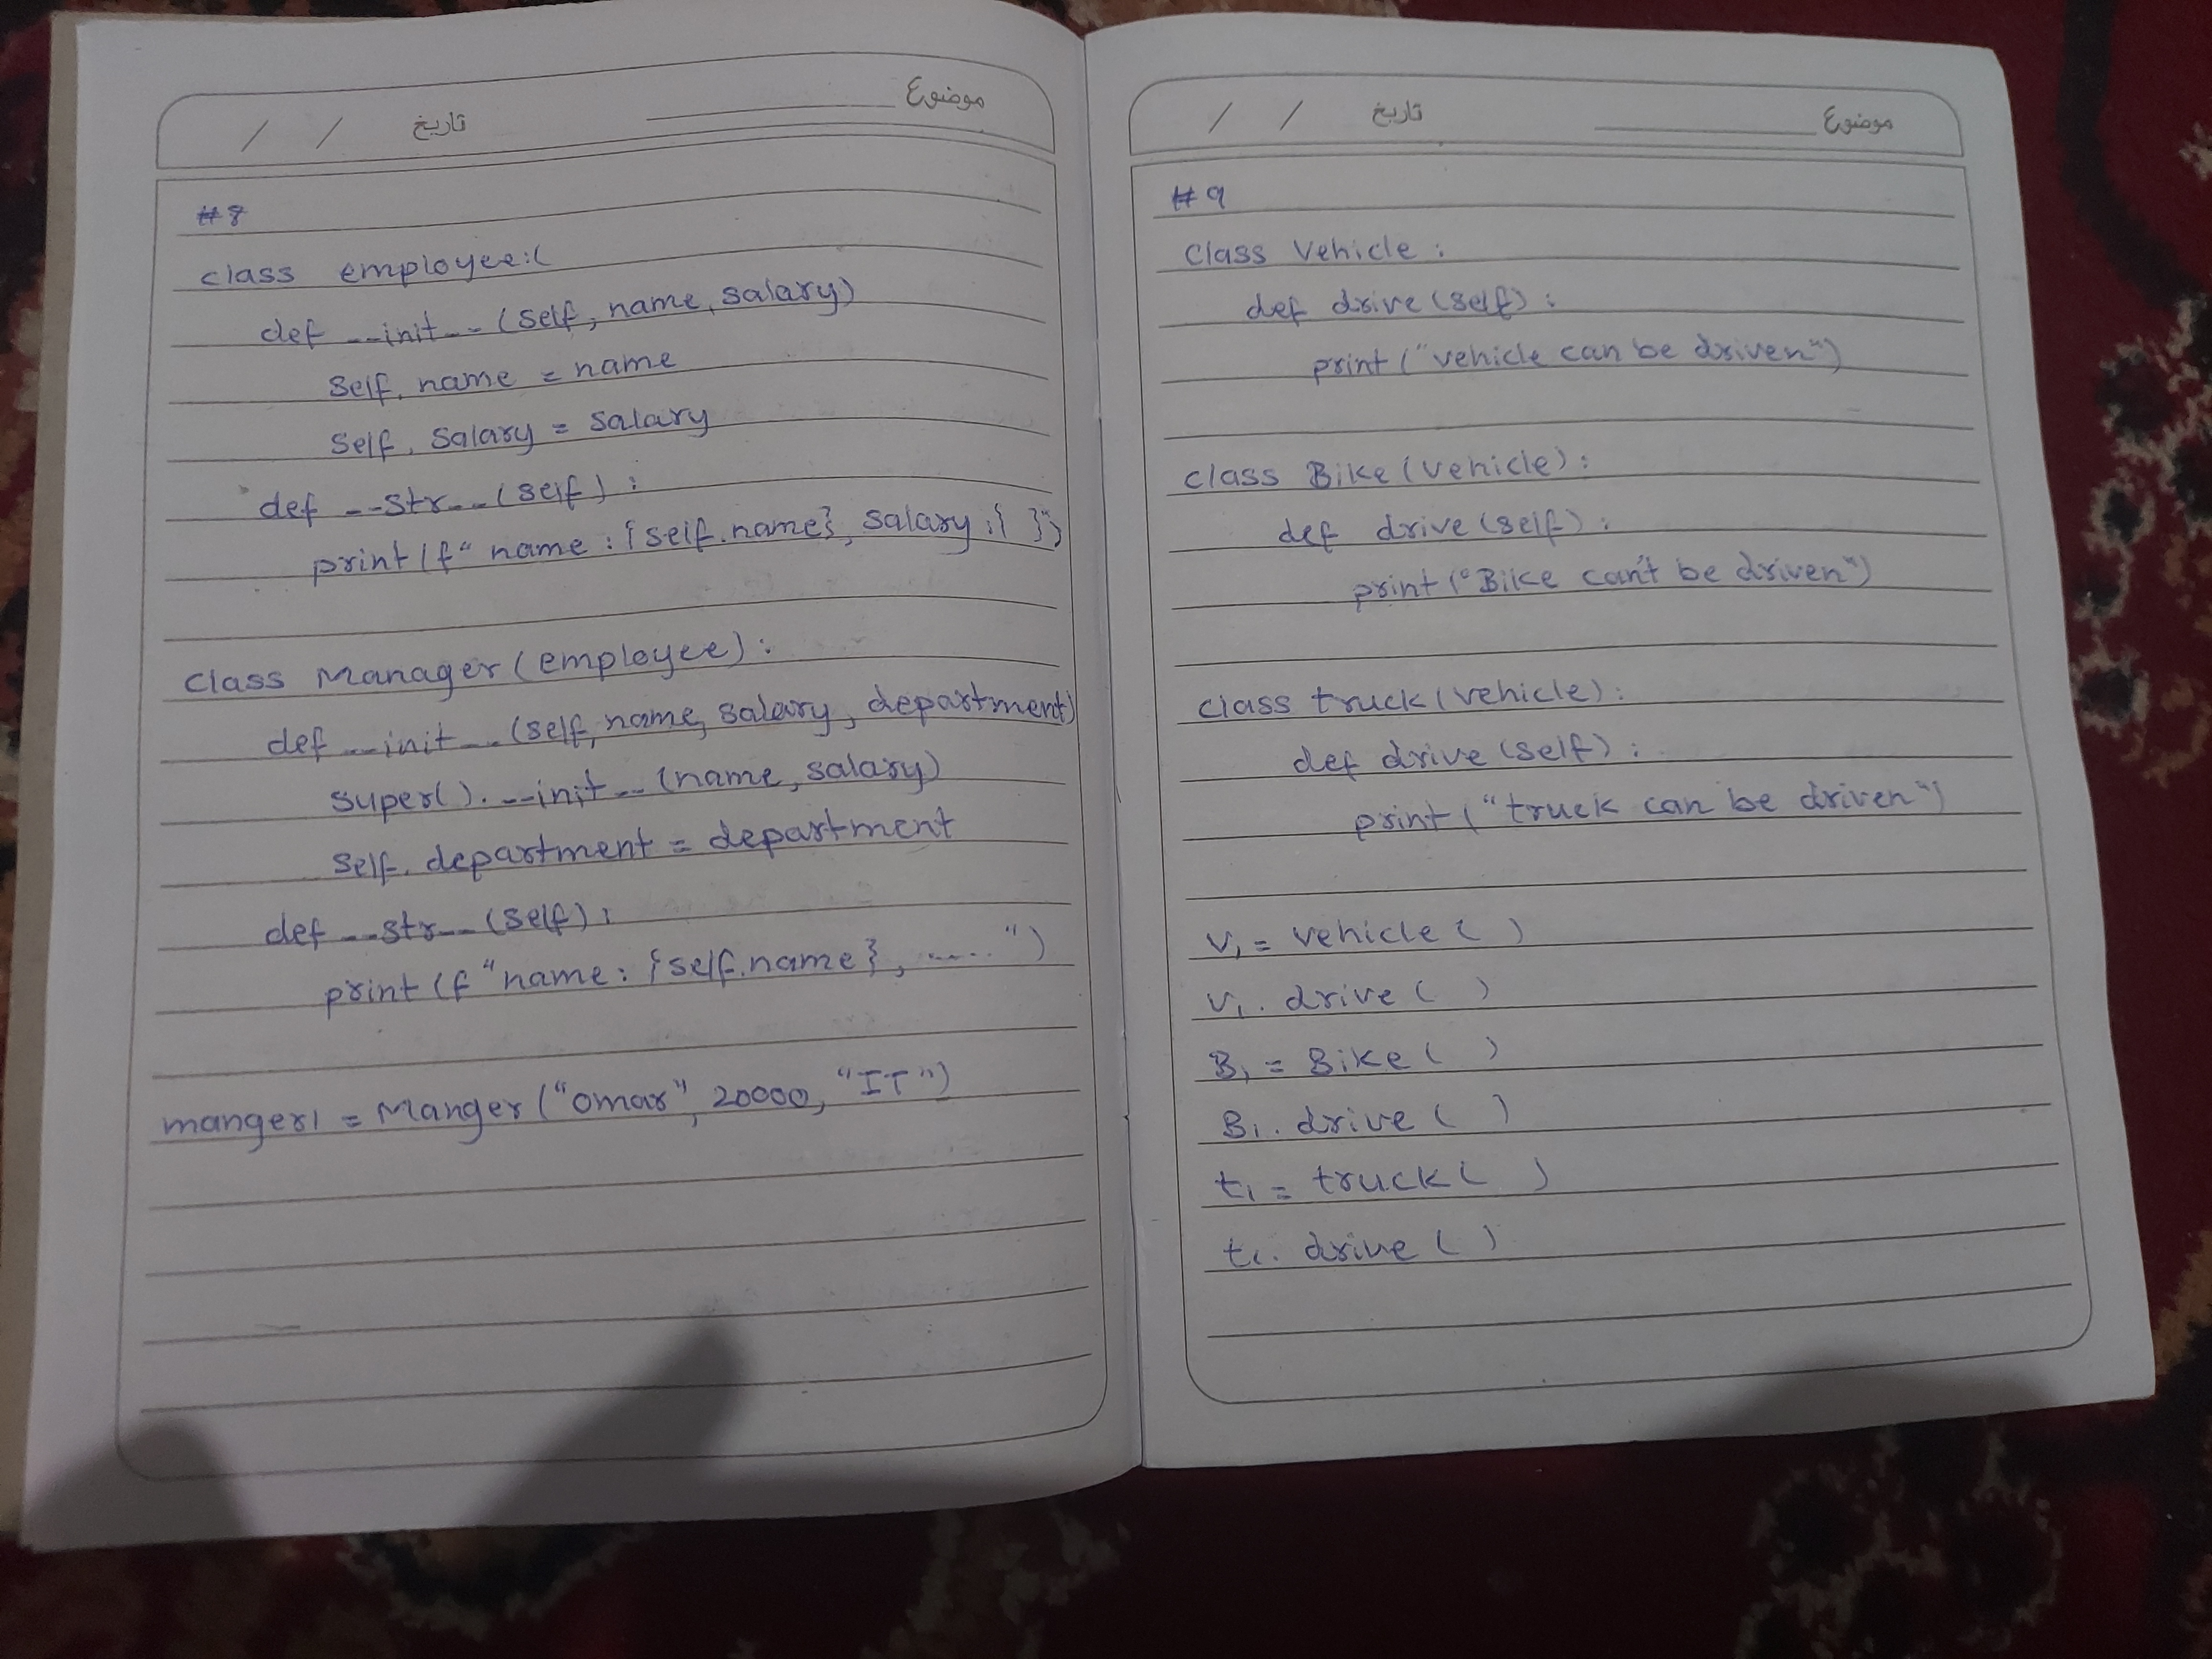 / / تاريخ
موضوع
#8
class employee:(
def __init__(self, name, salary)
self.name = name
self.salary = salary
def __str__(self):
print(f"name:{self.name}, salary:{ }")
class Manager(employee):
def __init__(self, name, salary, department)
super().__init__(name, salary)
self.department = department
def __str__(self):
print(f"name: {self.name}, ....")
manger1 = Manger("omar", 20000, "IT")
/ / تاريخ
موضوع
#9
class vehicle:
def drive(self):
print("vehicle can be driven")
class Bike(vehicle):
def drive(self):
print("Bike can't be driven")
class truck(vehicle):
def drive(self):
print("truck can be driven")
v1 = vehicle()
v1.drive()
B1 = Bike()
B1.drive()
t1 = truck()
t1.drive()